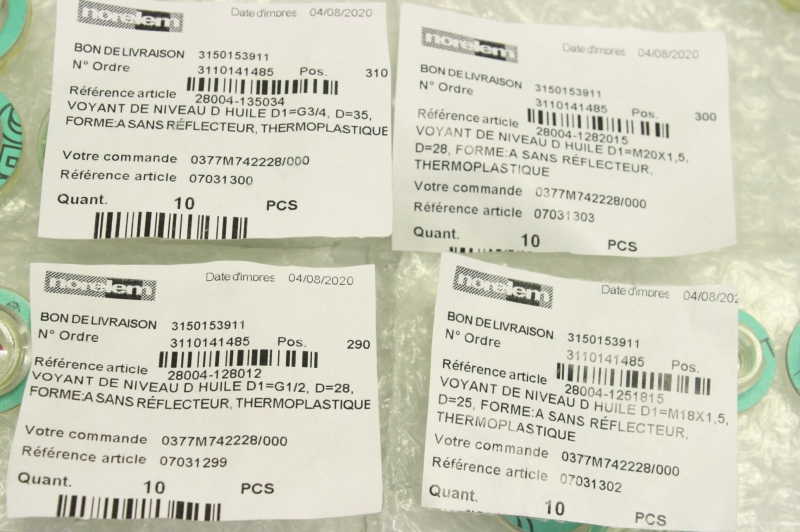 norelem
Date d'impres 04/08/2020
BON DE LIVRAISON 3150153911
N° Ordre 3110141485 Pos. 310
Référence article
28004-135034
VOYANT DE NIVEAU D HUILE D1=G3/4, D=35,
FORME:A SANS RÉFLECTEUR, THERMOPLASTIQUE
Votre commande 0377M742228/000
Référence article 07031300
Quant. 10 PCS
norelem
Date d'impres 04/08/2020
BON DE LIVRAISON 3150153911
N° Ordre 3110141485 Pos. 300
Référence article
28004-1282015
VOYANT DE NIVEAU D HUILE D1=M20X1,5,
D=28, FORME:A SANS RÉFLECTEUR,
THERMOPLASTIQUE
Votre commande 0377M742228/000
Référence article 07031303
Quant. 10 PCS
norelem
Date d'impres 04/08/2020
BON DE LIVRAISON 3150153911
N° Ordre 3110141485 Pos. 290
Référence article
28004-128012
VOYANT DE NIVEAU D HUILE D1=G1/2, D=28,
FORME:A SANS RÉFLECTEUR, THERMOPLASTIQUE
Votre commande 0377M742228/000
Référence article 07031299
Quant. 10 PCS
norelem
Date d'impres 04/08/202
BON DE LIVRAISON 3150153911
N° Ordre 3110141485 Pos.
Référence article
28004-1251815
VOYANT DE NIVEAU D HUILE D1=M18X1,5,
D=25, FORME:A SANS RÉFLECTEUR,
THERMOPLASTIQUE
Votre commande 0377M742228/000
Référence article 07031302
Quant. 10 PCS